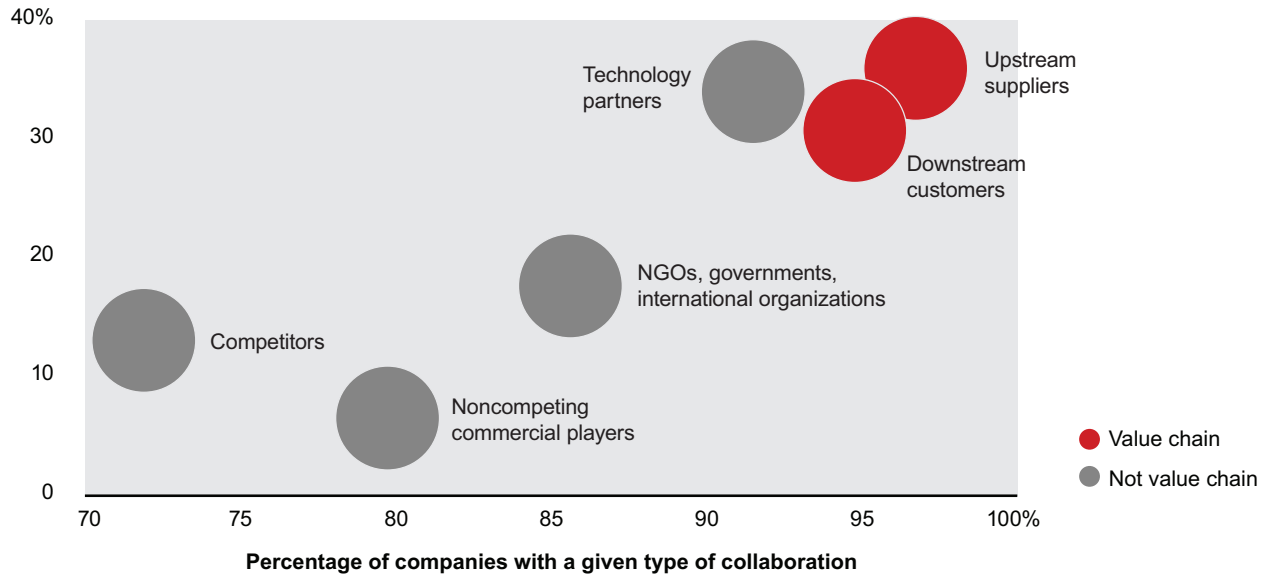 40%
30
20
10
0
Technology
partners
Upstream
suppliers
Downstream
customers
NGOs, governments,
international organizations
Competitors
Noncompeting
commercial players
Value chain
Not value chain
70 75 80 85 90 95 100%
Percentage of companies with a given type of collaboration